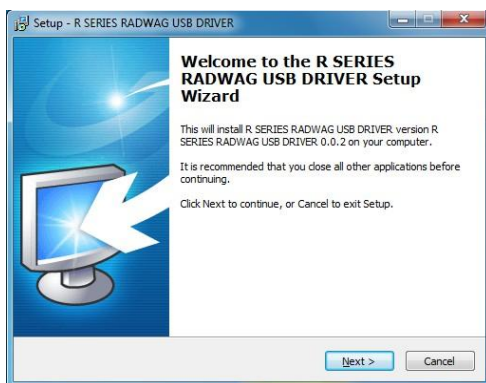 Setup - R SERIES RADWAG USB DRIVER
Welcome to the R SERIES
RADWAG USB DRIVER Setup
Wizard
This will install R SERIES RADWAG USB DRIVER version R
SERIES RADWAG USB DRIVER 0.0.2 on your computer.
It is recommended that you close all other applications before
continuing.
Click Next to continue, or Cancel to exit Setup.
Next >
Cancel